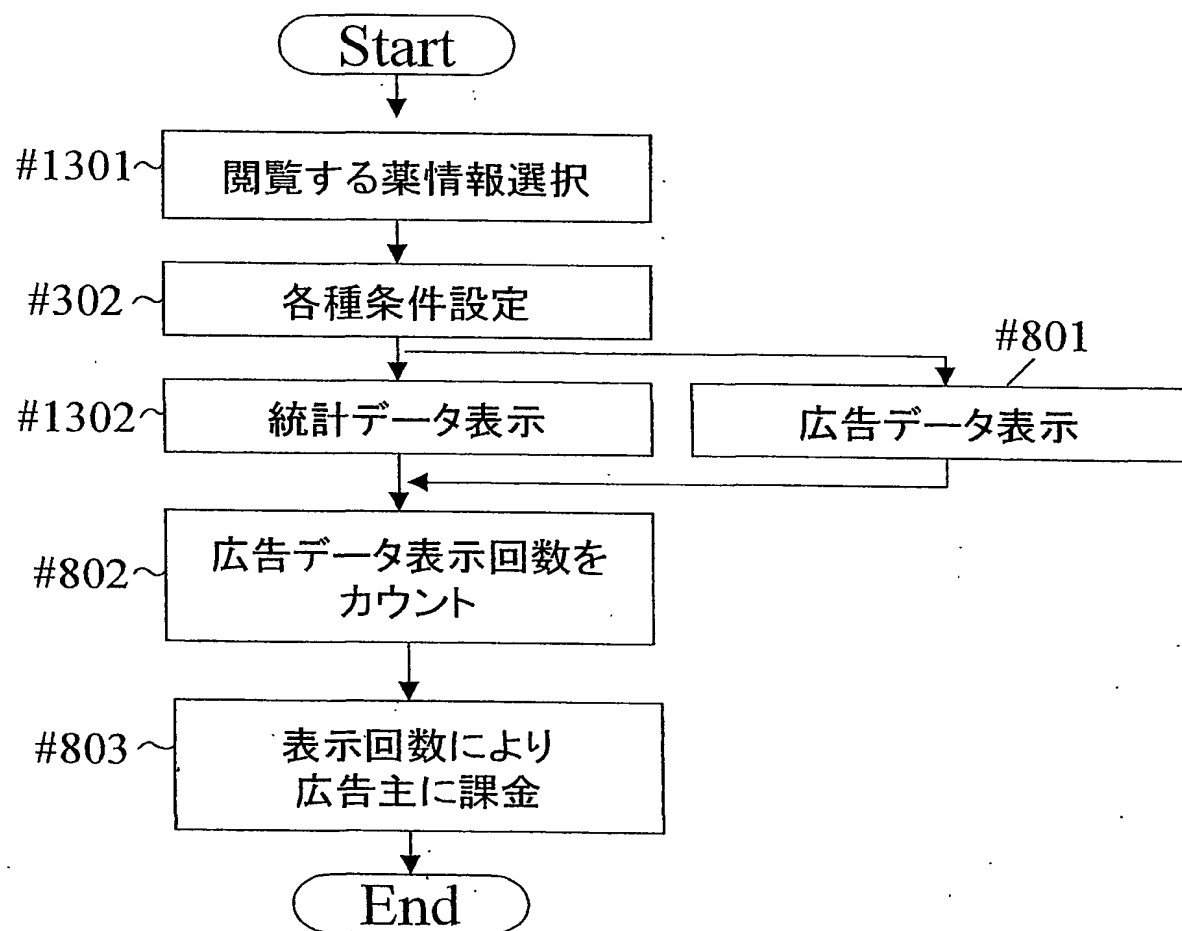 Start
#1301
閲覧する薬情報選択
#302
各種条件設定
#801
#1302
統計データ表示
広告データ表示
#802
広告データ表示回数を
カウント
#803
表示回数により
広告主に課金
End